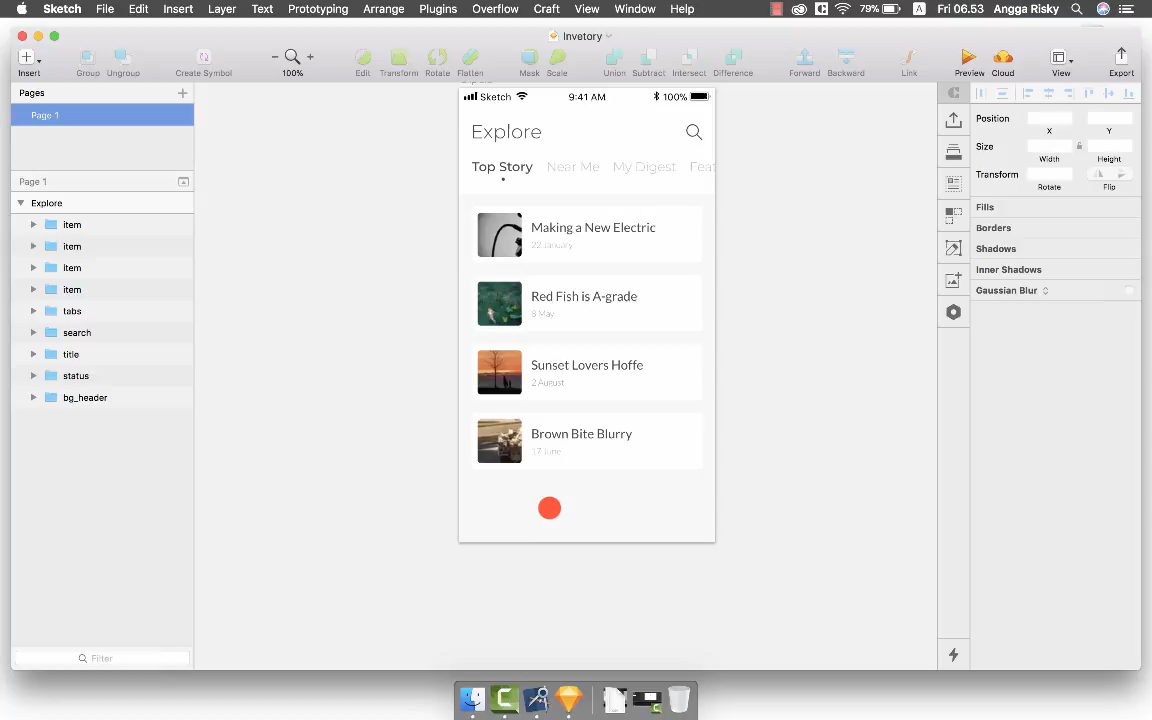 Sketch File Edit Insert Layer Text Prototyping Arrange Plugins Overflow Craft View Window Help 79% A Fri 06.53 Angga Risky
Invetory
Insert Group Ungroup Create Symbol 100% Edit Transform Rotate Flatten Mask Scale Union Subtract Intersect Difference Forward Backward Link Preview Cloud View Export
Pages
Page 1
Page 1
Explore
item
item
item
item
tabs
search
title
status
bg_header
Filter
Sketch 9:41 AM 100%
Explore
Top Story Near Me My Digest Feat
Making a New Electric
22 January
Red Fish is A-grade
8 May
Sunset Lovers Hoffe
2 August
Brown Bite Blurry
17 June
Position
X Y
Size
Width Height
Transform
Rotate Flip
Fills
Borders
Shadows
Inner Shadows
Gaussian Blur